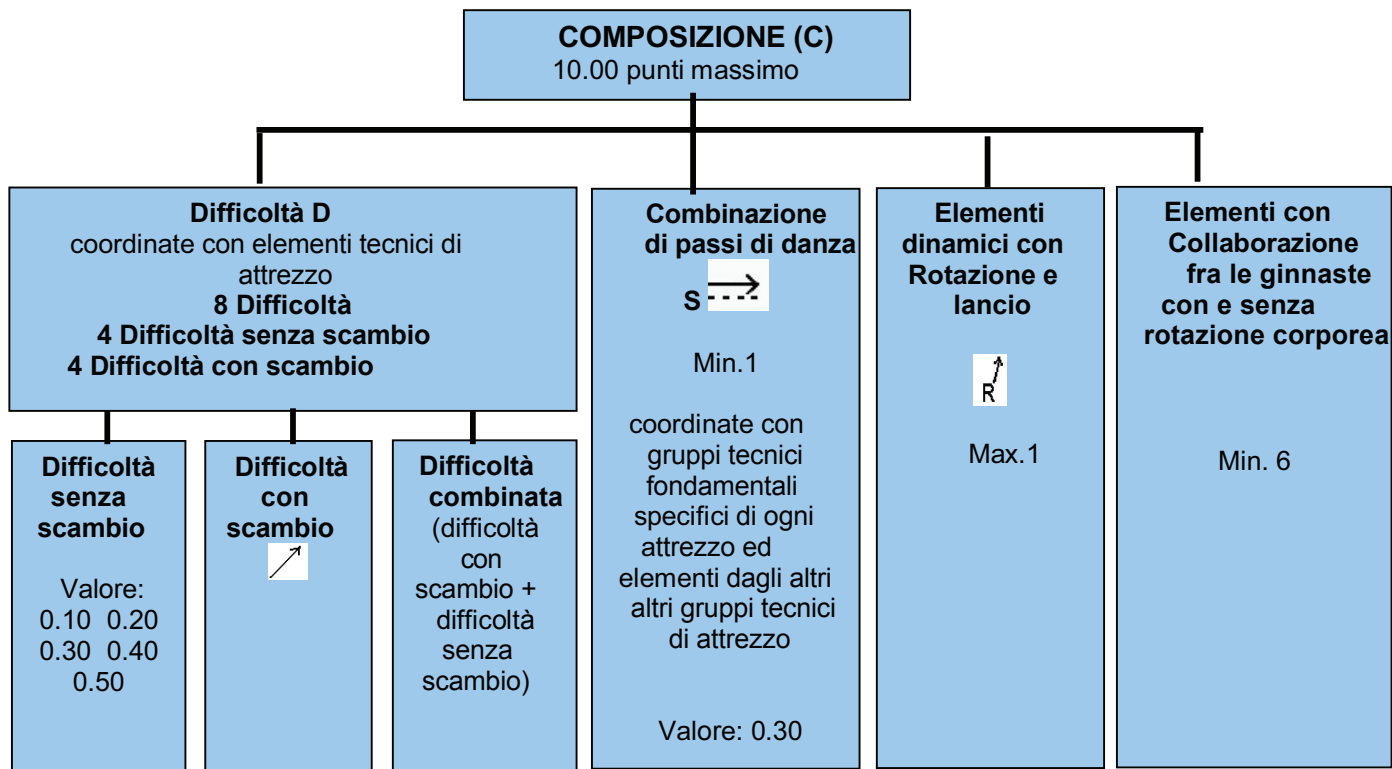 COMPOSIZIONE (C)
10.00 punti massimo
Difficoltà D
coordinate con elementi tecnici di
attrezzo
8 Difficoltà
4 Difficoltà senza scambio
4 Difficoltà con scambio
Difficoltà
senza
scambio
Valore:
0.10 0.20
0.30 0.40
0.50
Difficoltà
con
scambio
Difficoltà
combinata
(difficoltà
con
scambio +
difficoltà
senza
scambio)
Combinazione
di passi di danza
S
Min.1
coordinate con
gruppi tecnici
fondamentali
specifici di ogni
attrezzo ed
elementi dagli altri
altri gruppi tecnici
di attrezzo
Valore: 0.30
Elementi
dinamici con
Rotazione e
lancio
R
Max.1
Elementi con
Collaborazione
fra le ginnaste
con e senza
rotazione corporea
Min. 6